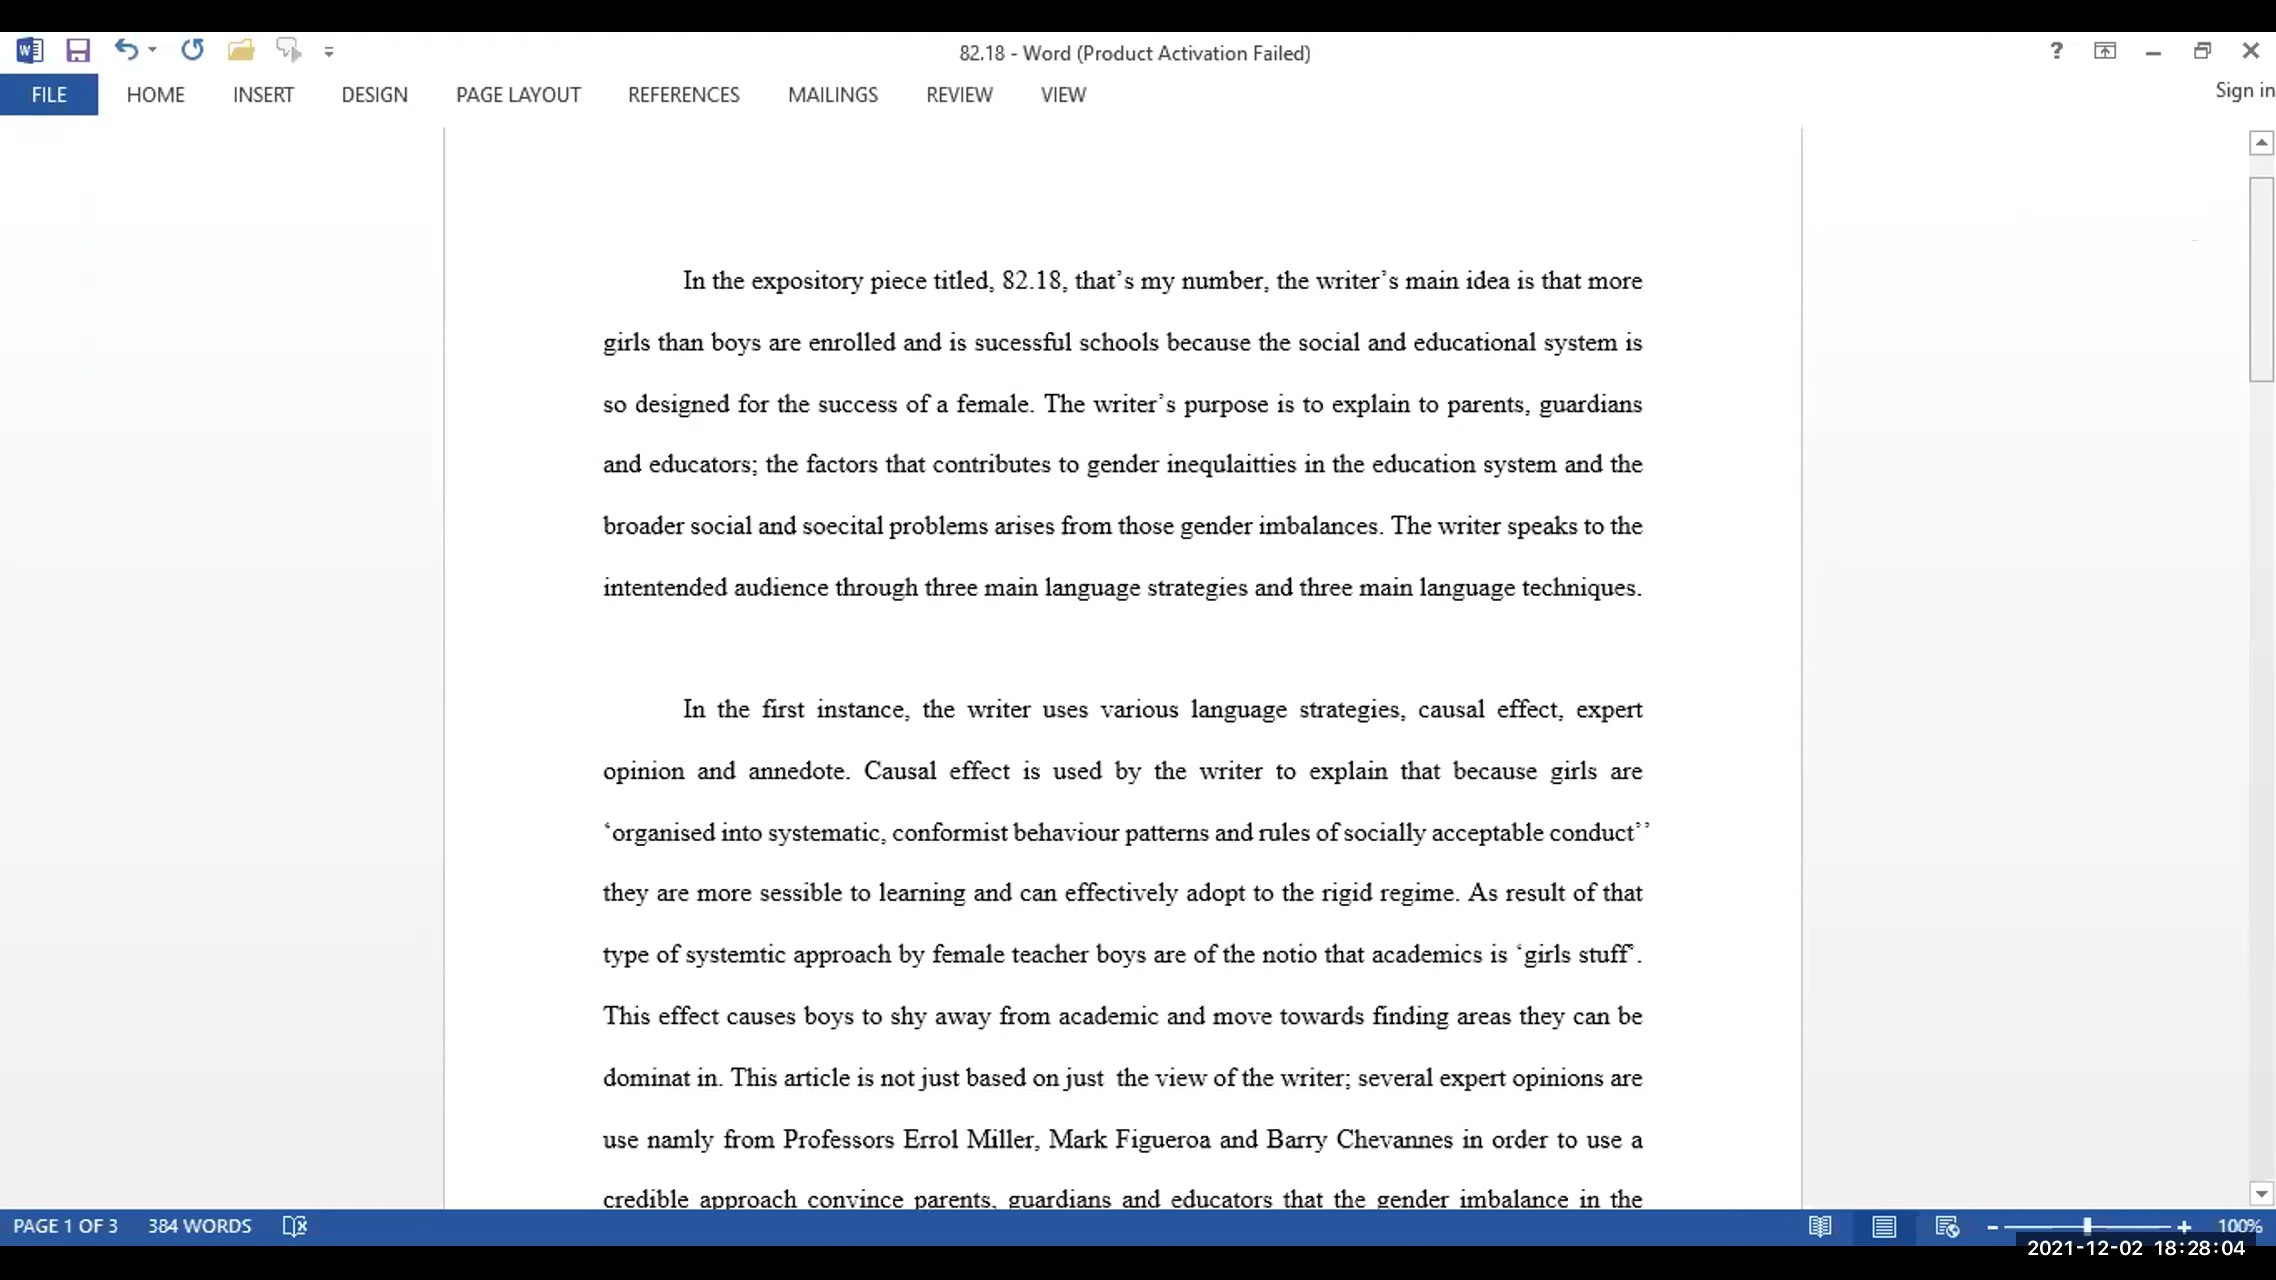 82.18 - Word (Product Activation Failed)
?
Sign in
FILE HOME INSERT DESIGN PAGE LAYOUT REFERENCES MAILINGS REVIEW VIEW
In the expository piece titled, 82.18, that’s my number, the writer’s main idea is that more
girls than boys are enrolled and is sucessful schools because the social and educational system is
so designed for the success of a female. The writer’s purpose is to explain to parents, guardians
and educators; the factors that contributes to gender inequlaitties in the education system and the
broader social and soecital problems arises from those gender imbalances. The writer speaks to the
intentended audience through three main language strategies and three main language techniques.
In the first instance, the writer uses various language strategies, causal effect, expert
opinion and annedote. Causal effect is used by the writer to explain that because girls are
‘organised into systematic, conformist behaviour patterns and rules of socially acceptable conduct’’
they are more sessible to learning and can effectively adopt to the rigid regime. As result of that
type of systemtic approach by female teacher boys are of the notio that academics is ‘girls stuff’.
This effect causes boys to shy away from academic and move towards finding areas they can be
dominat in. This article is not just based on just  the view of the writer; several expert opinions are
use namly from Professors Errol Miller, Mark Figueroa and Barry Chevannes in order to use a
credible approach convince parents, guardians and educators that the gender imbalance in the
PAGE 1 OF 3 384 WORDS 100%
2021-12-02 18:28:04